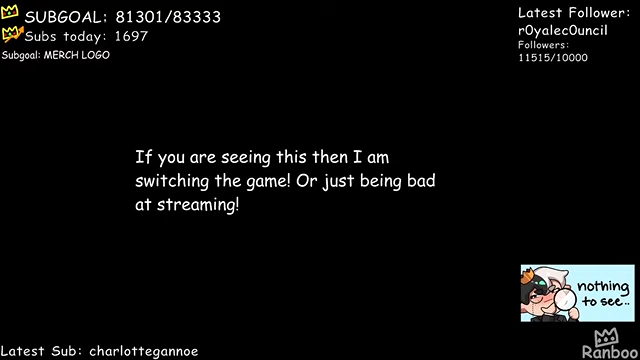 SUBGOAL: 81301/83333
Subs today: 1697
Subgoal: MERCH LOGO
Latest Follower:
r0yalec0uncil
Followers:
11515/10000
If you are seeing this then I am
switching the game! Or just being bad
at streaming!
nothing
to see..
Latest Sub: charlottegannoe
Ranboo